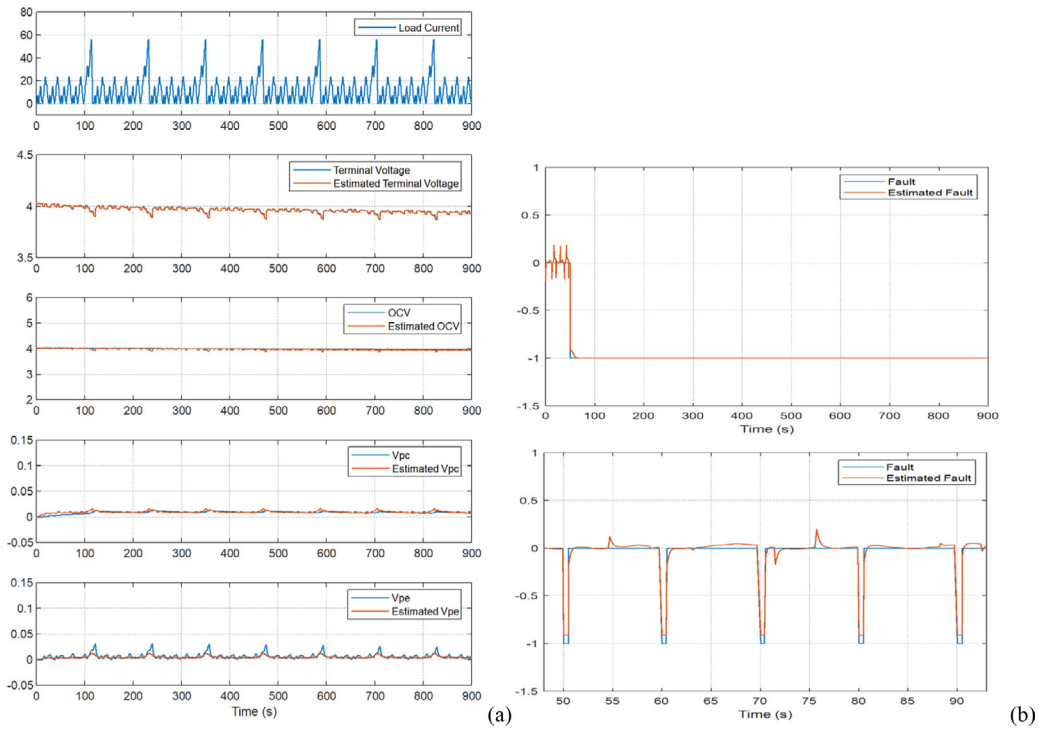 80
60
40
20
0
Load Current
0 100 200 300 400 500 600 700 800 900
4.5
4
3.5
Terminal Voltage
Estimated Terminal Voltage
0 100 200 300 400 500 600 700 800 900
6
5
4
3
2
OCV
Estimated OCV
0 100 200 300 400 500 600 700 800 900
0.15
0.1
0.05
0
-0.05
Vpc
Estimated Vpc
0 100 200 300 400 500 600 700 800 900
0.15
0.1
0.05
0
-0.05
Vpe
Estimated Vpe
0 100 200 300 400 500 600 700 800 900
Time (s)
(a)
1
0.5
0
-0.5
-1
-1.5
Fault
Estimated Fault
0 100 200 300 400 500 600 700 800 900
Time (s)
1
0.5
0
-0.5
-1
-1.5
Fault
Estimated Fault
50 55 60 65 70 75 80 85 90
Time (s)
(b)